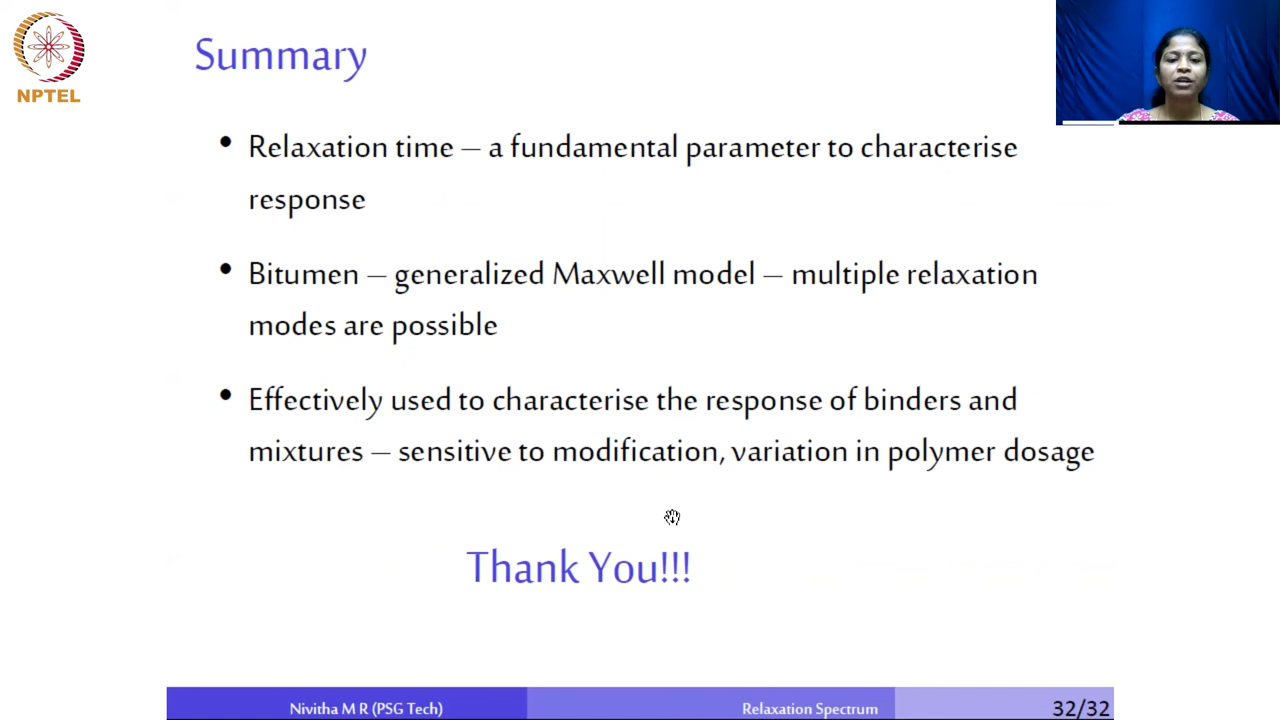 NPTEL
Summary
• Relaxation time – a fundamental parameter to characterise
response
• Bitumen – generalized Maxwell model – multiple relaxation
modes are possible
• Effectively used to characterise the response of binders and
mixtures – sensitive to modification, variation in polymer dosage
Thank You!!!
Nivitha M R (PSG Tech) Relaxation Spectrum 32/32